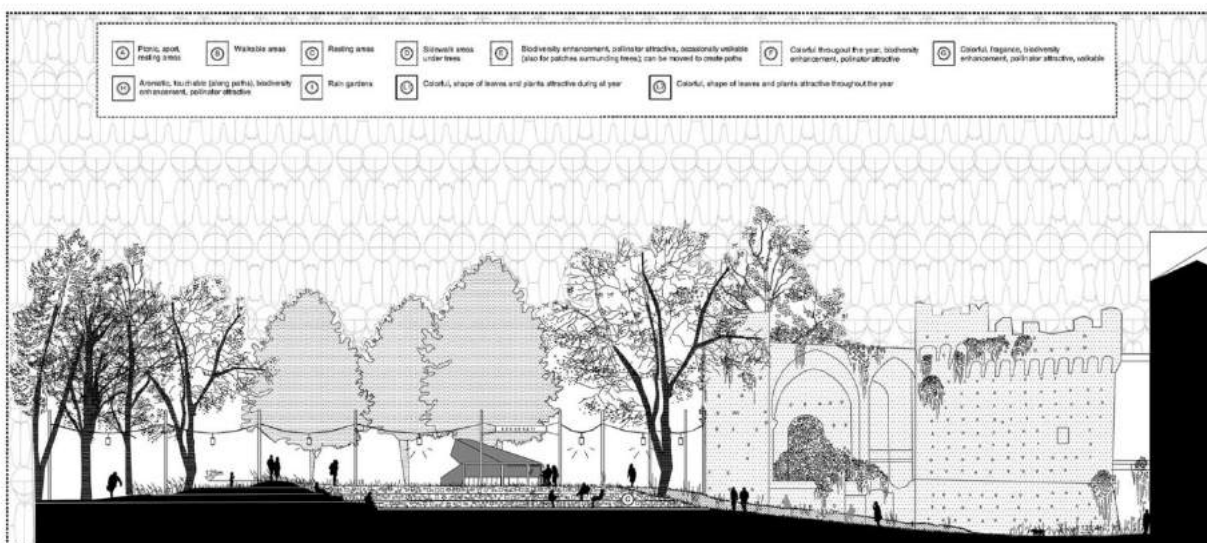 A
Picnic, sport,
resting areas
B
Walkable areas
C
Resting areas
D
Sidewalk areas
under trees
E
Biodiversity enhancement, pollinator attractive, occasionally walkable
(also for patches surrounding trees); can be moved to create paths
F
Colorful througout the year, biodiversity
enhancement, pollinator attractive
G
Colorful, fragance, biodiversity
enhancement, pollinator attractive, walkable
H
Aromatic, touchable (along paths), biodiversity
enhancement, pollinator attractive
I
Rain gardens
Colorful, shape of leaves and plants attractive during all year
Colorful, shape of leaves and plants attractive throughout the year